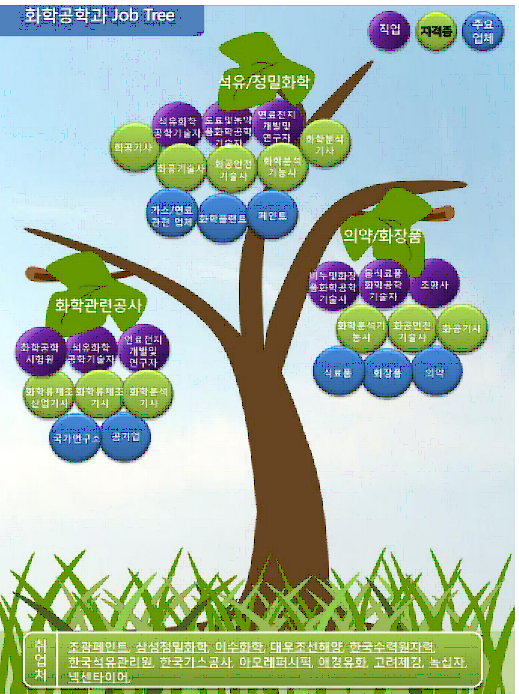 화학공학과 Job Tree
직업
자격증
주요
업체
석유/정밀화학
석유화학
공학기술자
도료및농약
품화학공학
기술자
연료전지
개발및
연구자
화공기사
화공기술사
화공안전
기술사
화학분석
기능사
화학분석
기사
가스/연료
관련 업체
화학플랜트
페인트
의약/화장품
비누및화장
품화학공학
기술사
음식료품
화학공학
기술자
조향사
화학분석기
능사
화공안전
기술사
화공기사
식료품
화장품
의약
화학관련공사
화학공학
시험원
석유화학
공학기술자
연료전지
개발및
연구자
화학류제조
산업기사
화학류제조
기사
화학분석
기사
국가연구소
공기업
취
업
처
조광페인트, 삼성정밀화학, 이수화학, 대우조선해양, 한국수력원자력,
한국석유관리원, 한국가스공사, 아모레퍼시픽, 애경유화, 고려제강, 녹십자,
넥센타이어,